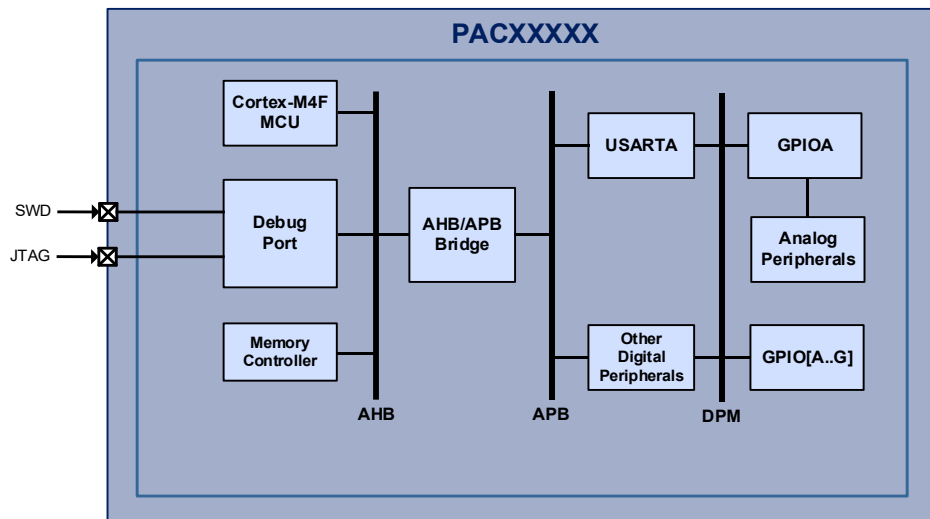 PACXXXXX
Cortex-M4F
MCU
USARTA
GPIOA
SWD
JTAG
Debug
Port
AHB/APB
Bridge
Analog
Peripherals
Memory
Controller
Other
Digital
Peripherals
GPIO[A..G]
AHB
APB
DPM